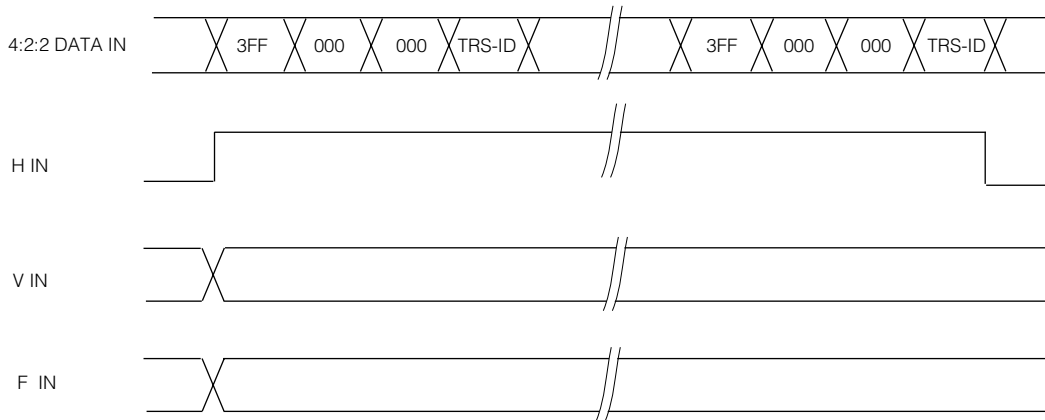 4:2:2 DATA IN 3FF 000 000 TRS-ID 3FF 000 000 TRS-ID
H IN
V IN
F IN